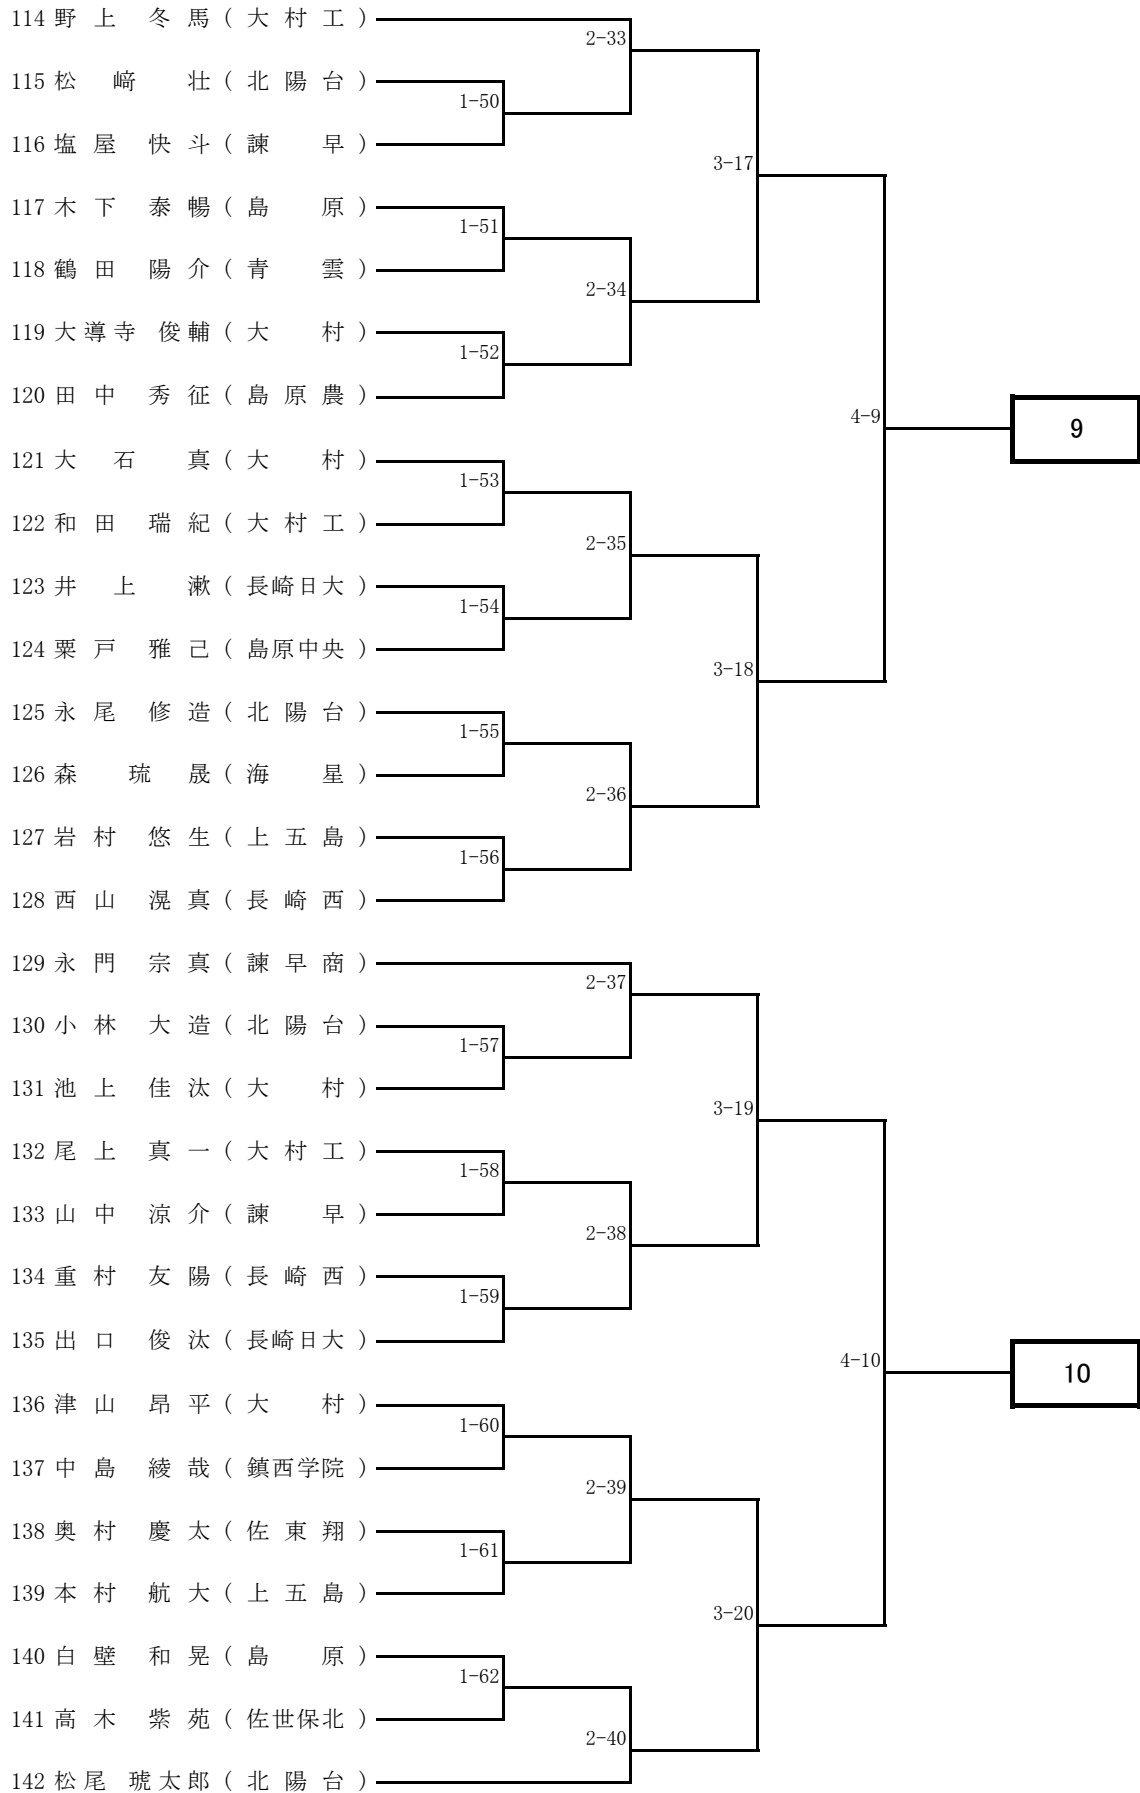 114 野上 冬馬 ( 大村工 )
2-33
115 松﨑 壮 ( 北陽台 )
1-50
116 塩屋 快斗 ( 諫早 )
3-17
117 木下 泰暢 ( 島原 )
1-51
118 鶴田 陽介 ( 青雲 )
2-34
119 大導寺 俊輔 ( 大村 )
1-52
120 田中 秀征 ( 島原農 )
4-9
9
121 大石 真 ( 大村 )
1-53
122 和田 瑞紀 ( 大村工 )
2-35
123 井上 漱 ( 長崎日大 )
1-54
124 粟戸 雅己 ( 島原中央 )
3-18
125 永尾 修造 ( 北陽台 )
1-55
126 森 琉晟 ( 海星 )
2-36
127 岩村 悠生 ( 上五島 )
1-56
128 西山 滉真 ( 長崎西 )
129 永門 宗真 ( 諫早商 )
2-37
130 小林 大造 ( 北陽台 )
1-57
131 池上 佳汰 ( 大村 )
3-19
132 尾上 真一 ( 大村工 )
1-58
133 山中 涼介 ( 諫早 )
2-38
134 重村 友陽 ( 長崎西 )
1-59
135 出口 俊汰 ( 長崎日大 )
4-10
10
136 津山 昂平 ( 大村 )
1-60
137 中島 綾哉 ( 鎮西学院 )
2-39
138 奥村 慶太 ( 佐東翔 )
1-61
139 本村 航大 ( 上五島 )
3-20
140 白壁 和晃 ( 島原 )
1-62
141 高木 紫苑 ( 佐世保北 )
2-40
142 松尾 琥太郎 ( 北陽台 )